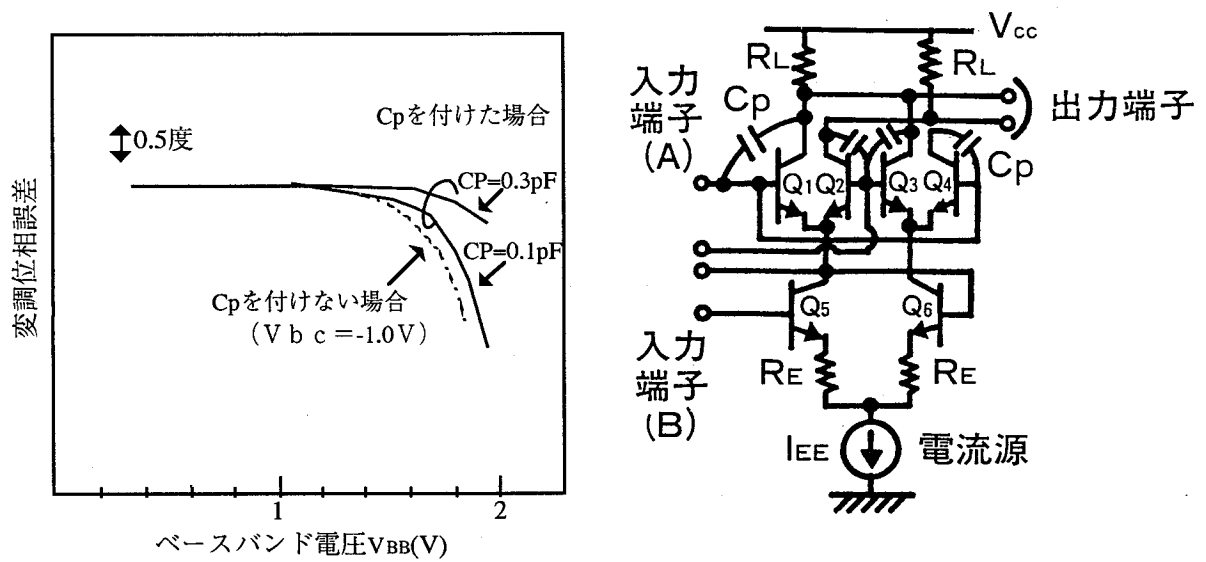 Cpを付けた場合
0.5度
CP=0.3pF
CP=0.1pF
Cpを付けない場合
(Vbc=-1.0V)
変調位相誤差
1
2
ベースバンド電圧VBB(V)
Vcc
RL
RL
入力
端子
(A)
Cp
出力端子
Cp
Q1
Q2
Q3
Q4
Q5
Q6
入力
端子
(B)
RE
RE
IEE
電流源